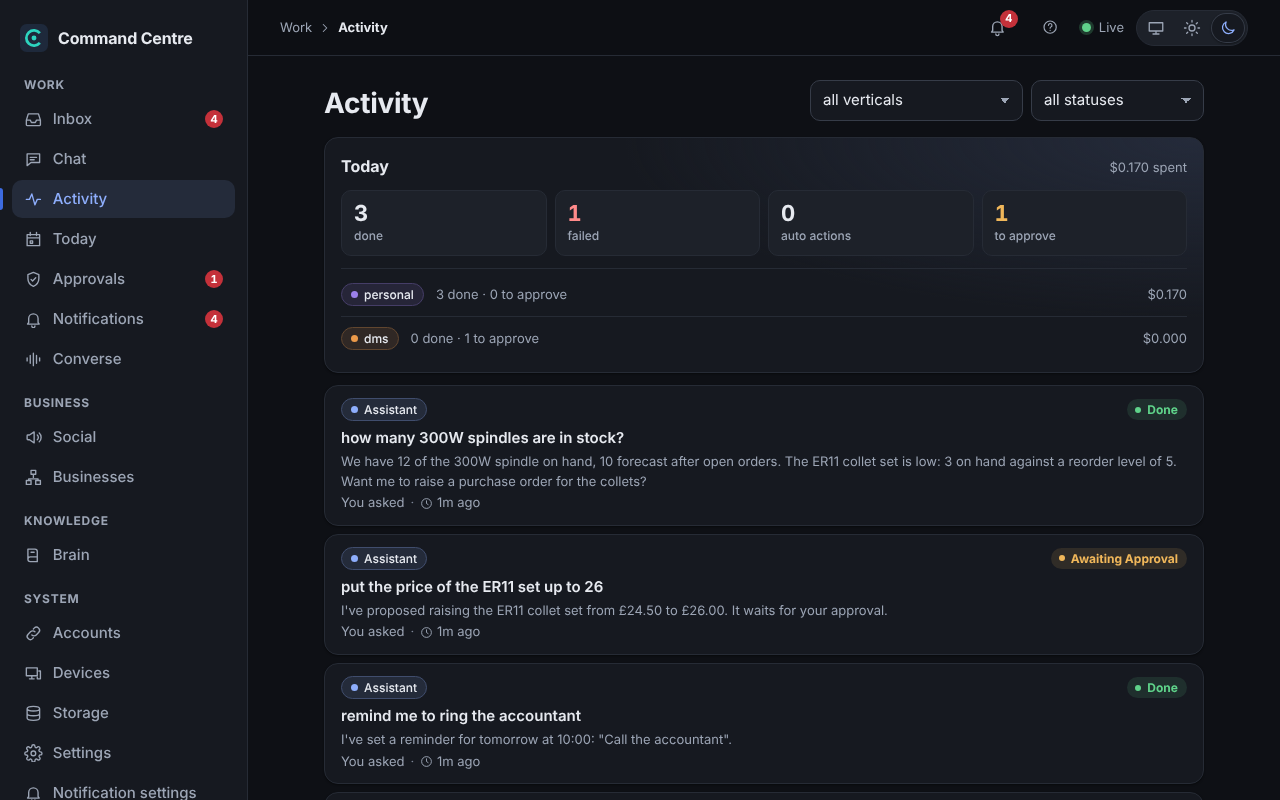 Command Centre
WORK
Inbox 4
Chat
Activity
Today
Approvals 1
Notifications 4
Converse
BUSINESS
Social
Businesses
KNOWLEDGE
Brain
SYSTEM
Accounts
Devices
Storage
Settings
Notification settings
Work > Activity
4
Live
Activity
all verticals
all statuses
Today
$0.170 spent
3
done
1
failed
0
auto actions
1
to approve
personal 3 done · 0 to approve $0.170
dms 0 done · 1 to approve $0.000
Assistant Done
how many 300W spindles are in stock?
We have 12 of the 300W spindle on hand, 10 forecast after open orders. The ER11 collet set is low: 3 on hand against a reorder level of 5.
Want me to raise a purchase order for the collets?
You asked · 1m ago
Assistant Awaiting Approval
put the price of the ER11 set up to 26
I've proposed raising the ER11 collet set from £24.50 to £26.00. It waits for your approval.
You asked · 1m ago
Assistant Done
remind me to ring the accountant
I've set a reminder for tomorrow at 10:00: "Call the accountant".
You asked · 1m ago